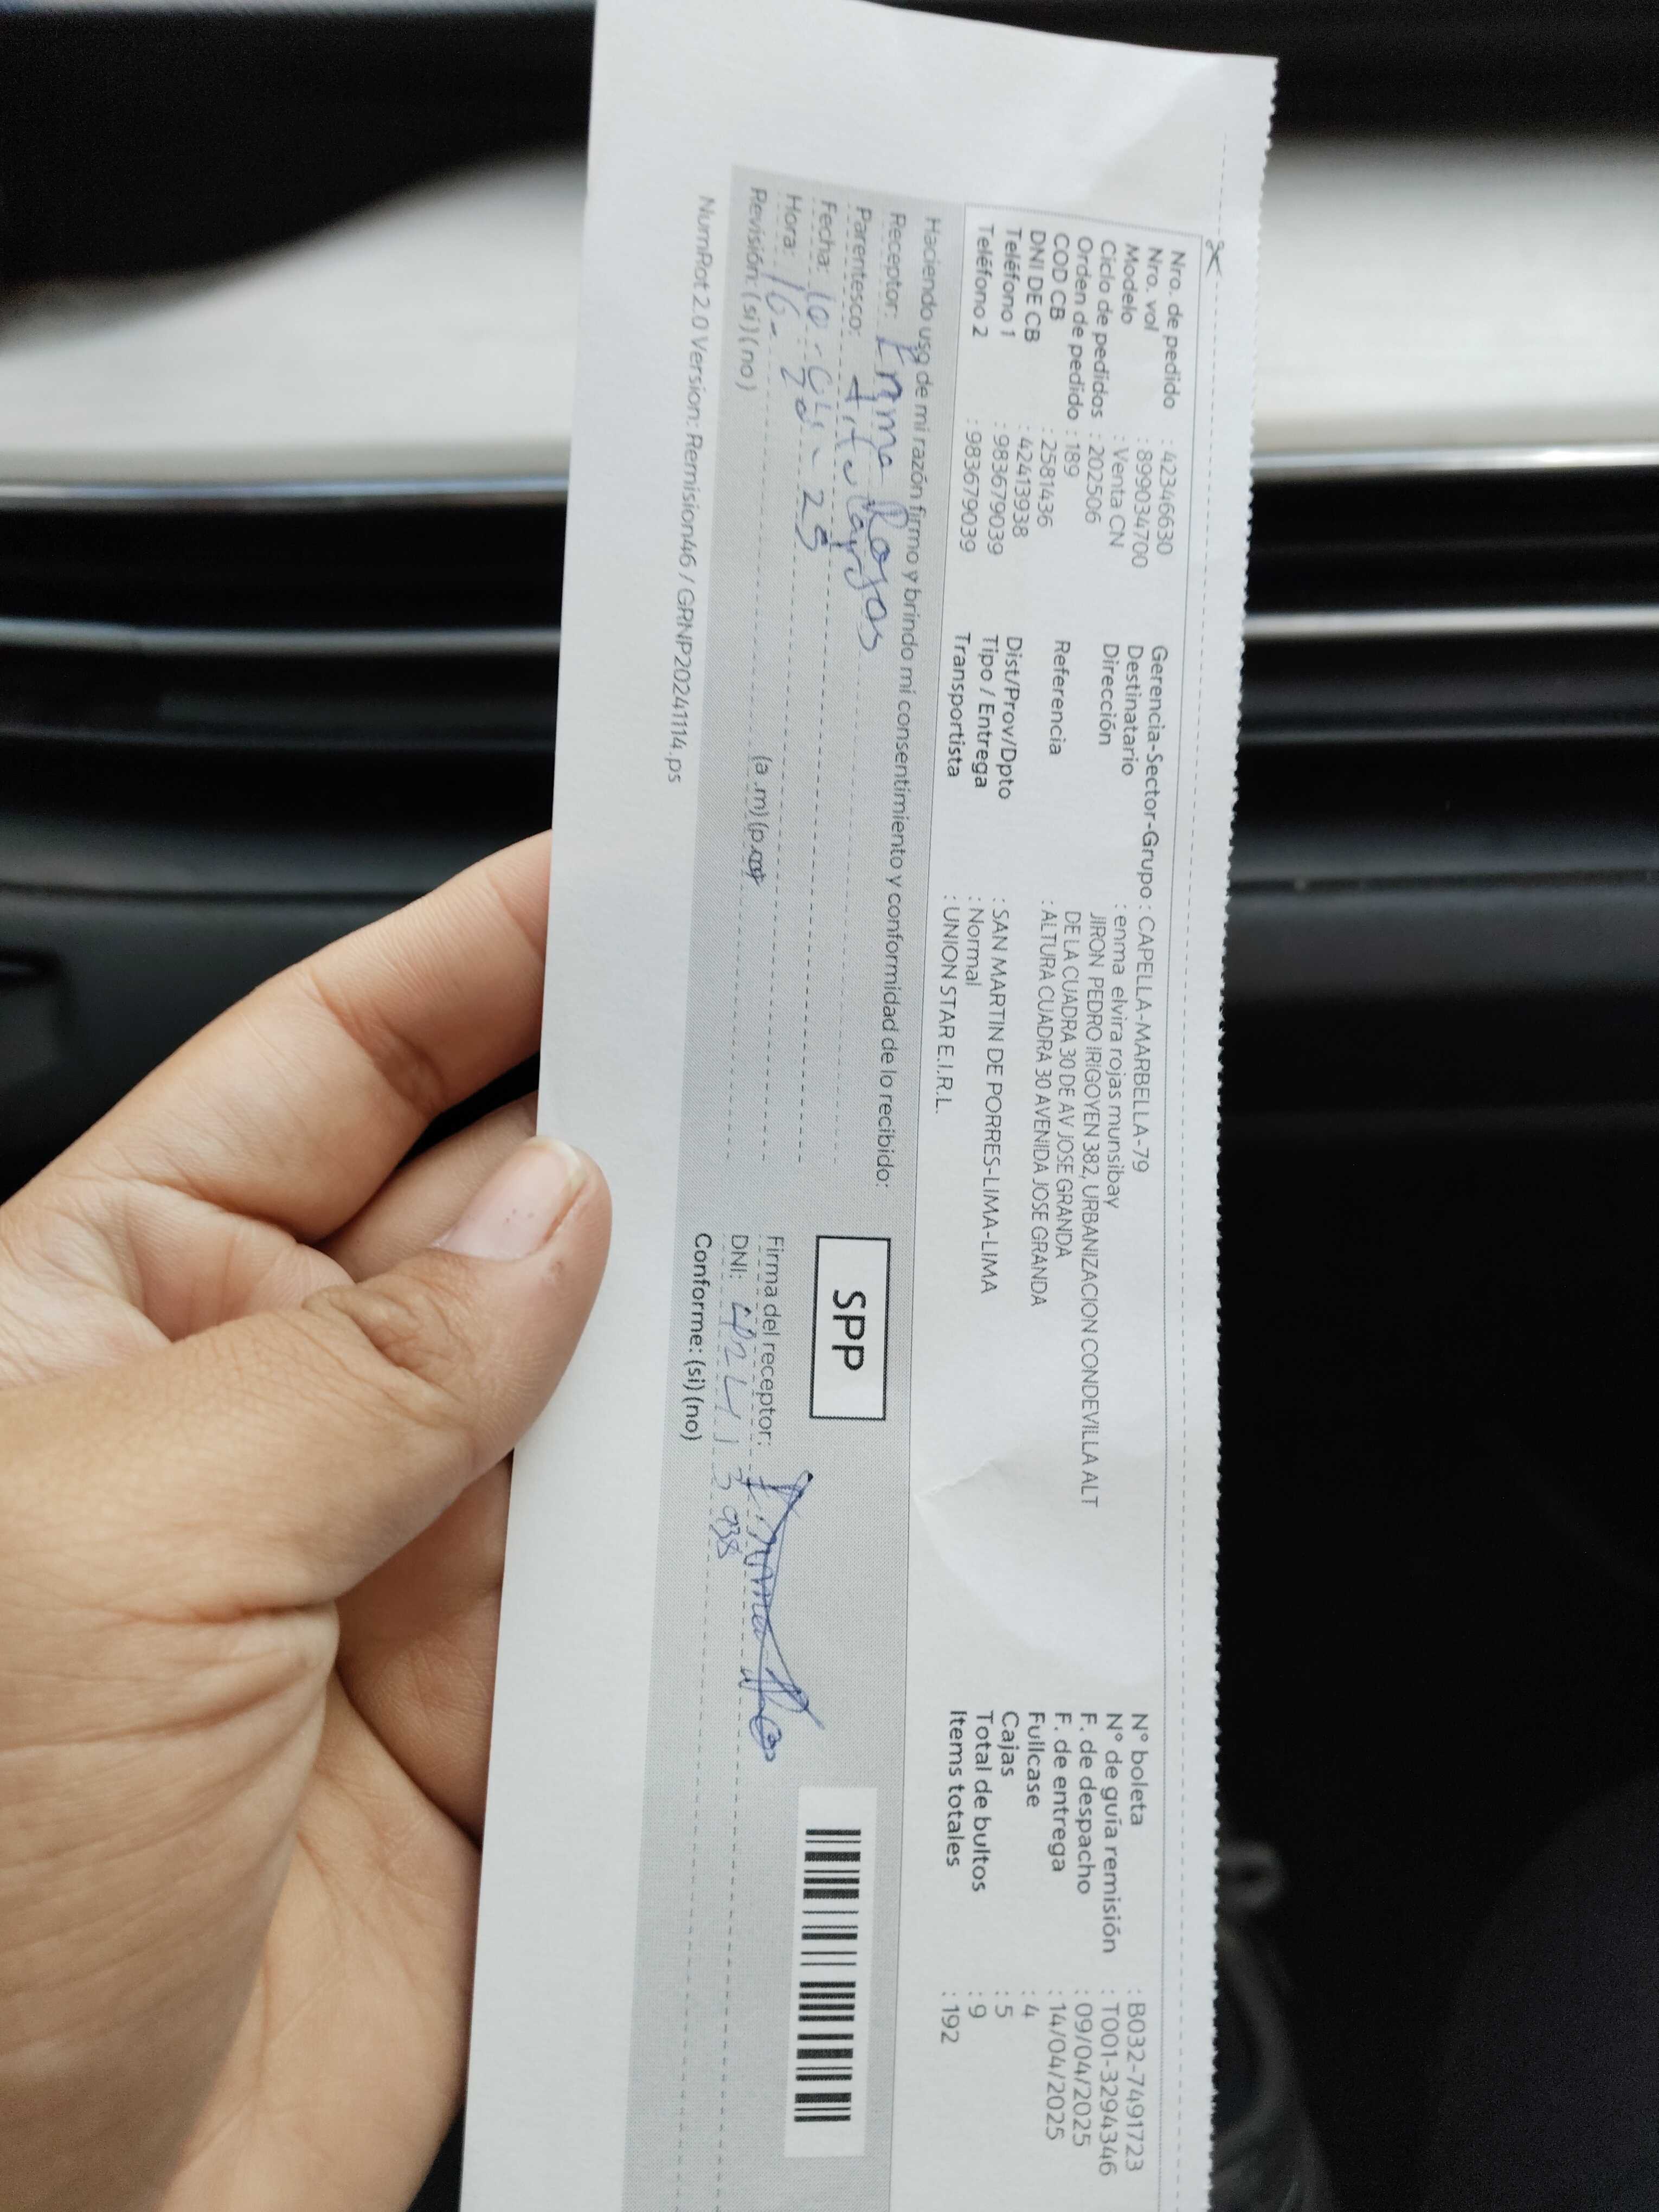 Nro. de pedido : 42346630
Nro. vol : 899034700
Modelo : Venta CN
Ciclo de pedidos : 202506
Orden de pedido : 189
COD CB : 2581436
DNI DE CB : 42413938
Teléfono 1 : 983679039
Teléfono 2 : 983679039
Gerencia-Sector-Grupo : CAPELLA-MARBELLA-79
Destinatario : enma elvira rojas munsibay
Dirección JIRON PEDRO IRIGOYEN 382, URBANIZACION CONDEVILLA ALT
DE LA CUADRA 30 DE AV JOSE GRANDA
Referencia : ALTURA CUADRA 30 AVENIDA JOSE GRANDA
Dist/Prov/Dpto : SAN MARTIN DE PORRES-LIMA-LIMA
Tipo / Entrega : Normal
Transportista : UNION STAR E.I.R.L.
N° boleta : B032-7491723
N° de guía remisión : T001-3294346
F. de despacho : 09/04/2025
F. de entrega : 14/04/2025
Fullcase : 4
Cajas : 5
Total de bultos : 9
Items totales : 192
Haciendo uso de mi razón firmo y brindo mi consentimiento y conformidad de lo recibido:
Receptor: Enma Rojas
Parentesco: titular
Fecha: 10-04-25
Hora: 16- (a.m) (p.m)
Revisión: (si) (no)
SPP
Firma del receptor: Enma
DNI: 42413938
Conforme: (si) (no)
NumRot 2.0 Version: Remision46 / GRNP20241114.ps